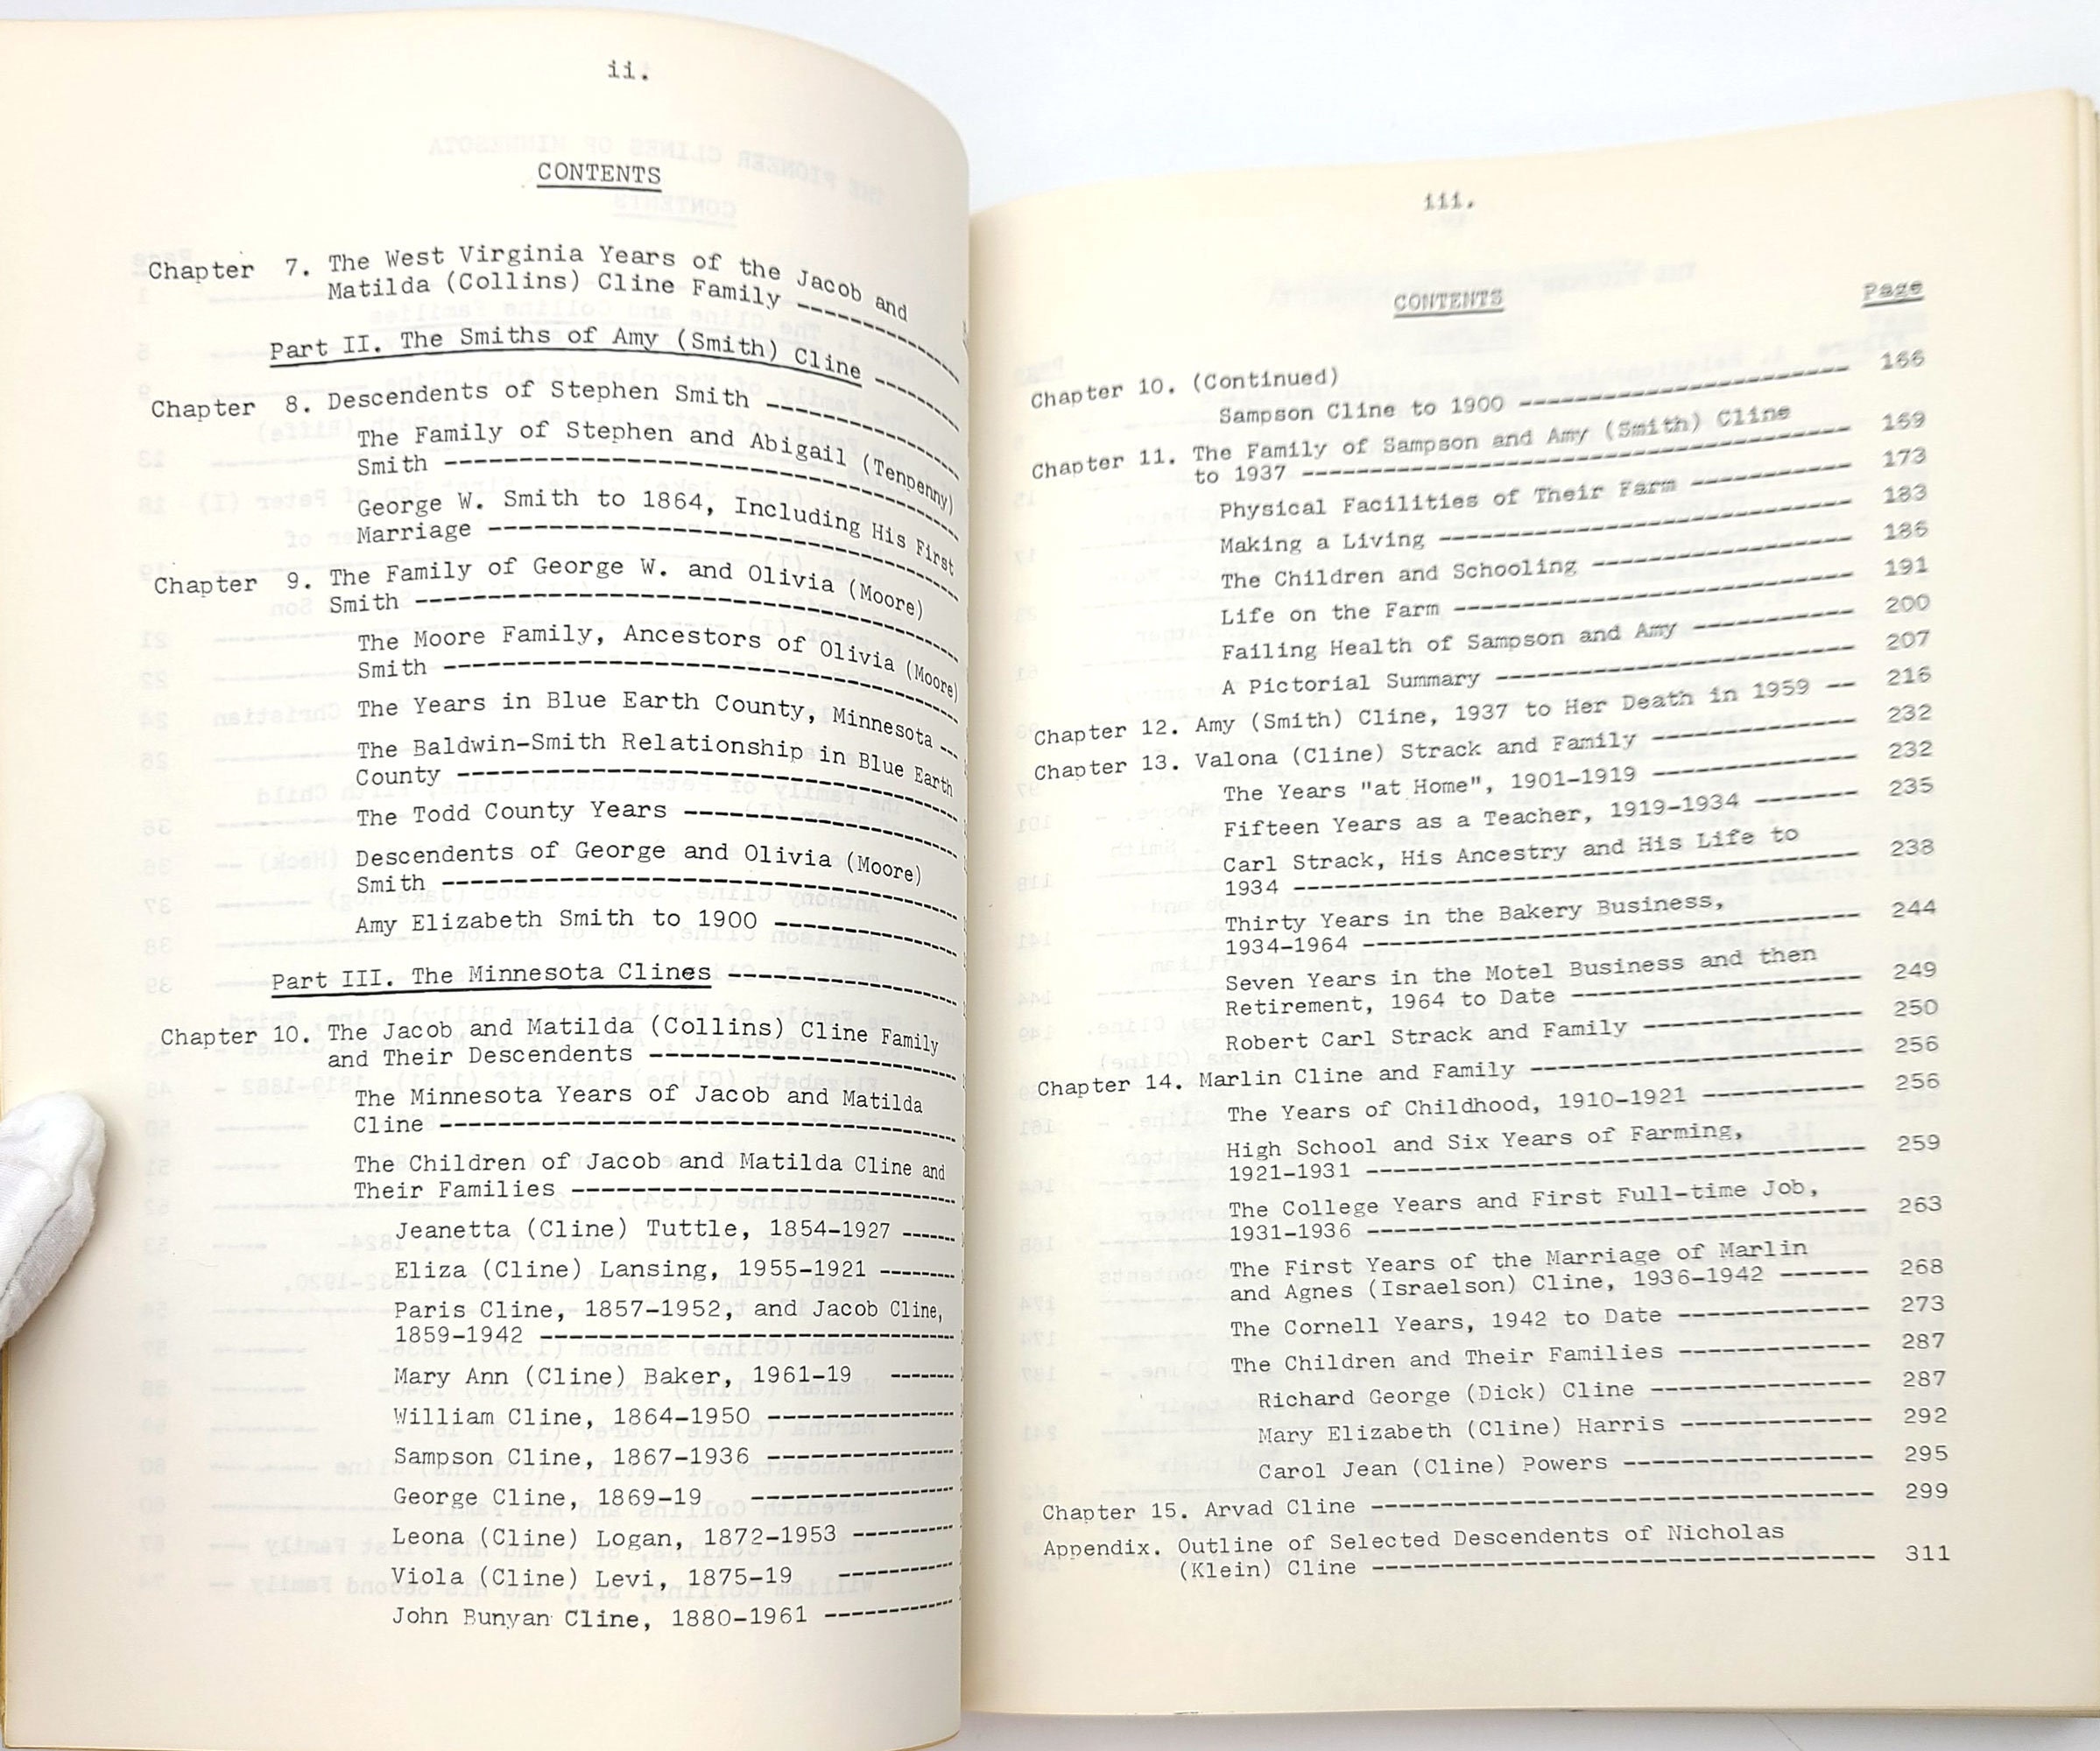 ii.
CONTENTS
Chapter 7. The West Virginia Years of the Jacob and
Matilda (Collins) Cline Family ----------
Part II. The Smiths of Amy (Smith) Cline ------
Chapter 8. Descendents of Stephen Smith -------------
The Family of Stephen and Abigail (Tenpenny)
Smith ------------------------------------
George W. Smith to 1864, Including His First
Marriage ---------------------------------
Chapter 9. The Family of George W. and Olivia (Moore)
Smith --------------------------------------
The Moore Family, Ancestors of Olivia (Moore)
Smith ------------------------------------
The Years in Blue Earth County, Minnesota --
The Baldwin-Smith Relationship in Blue Earth
County -----------------------------------
The Todd County Years ----------------------
Descendents of George and Olivia (Moore)
Smith ------------------------------------
Amy Elizabeth Smith to 1900 ---------------
Part III. The Minnesota Clines -----------------
Chapter 10. The Jacob and Matilda (Collins) Cline Family
and Their Descendents ---------------------
The Minnesota Years of Jacob and Matilda
Cline ------------------------------------
The Children of Jacob and Matilda Cline and
Their Families ---------------------------
Jeanetta (Cline) Tuttle, 1854-1927 -----
Eliza (Cline) Lansing, 1955-1921 -------
Paris Cline, 1857-1952, and Jacob Cline,
1859-1942 ------------------------------
Mary Ann (Cline) Baker, 1961-19 ------
William Cline, 1864-1950 ---------------
Sampson Cline, 1867-1936 ---------------
George Cline, 1869-19 ----------------
Leona (Cline) Logan, 1872-1953 ---------
Viola (Cline) Levi, 1875-19 ----------
John Bunyan Cline, 1880-1961 -----------
iii.
CONTENTS
Page
Chapter 10. (Continued)
Sampson Cline to 1900 --------------------------- 166
Chapter 11. The Family of Sampson and Amy (Smith) Cline
to 1937 --------------------------------------------- 169
Physical Facilities of Their Farm ------------- 173
Making a Living ----------------------------------- 183
The Children and Schooling --------------------- 186
Life on the Farm --------------------------------- 191
Failing Health of Sampson and Amy ------------- 200
A Pictorial Summary ----------------------------- 207
Chapter 12. Amy (Smith) Cline, 1937 to Her Death in 1959 -- 216
Chapter 13. Valona (Cline) Strack and Family ---------------- 232
The Years "at Home", 1901-1919 ---------------- 232
Fifteen Years as a Teacher, 1919-1934 -------- 235
Carl Strack, His Ancestry and His Life to
1934 ---------------------------------------------- 238
Thirty Years in the Bakery Business,
1934-1964 ---------------------------------------- 244
Seven Years in the Motel Business and then
Retirement, 1964 to Date ---------------------- 249
Robert Carl Strack and Family ----------------- 250
Chapter 14. Marlin Cline and Family ------------------------- 256
The Years of Childhood, 1910-1921 ------------- 256
High School and Six Years of Farming,
1921-1931 ---------------------------------------- 259
The College Years and First Full-time Job,
1931-1936 ---------------------------------------- 263
The First Years of the Marriage of Marlin
and Agnes (Israelson) Cline, 1936-1942 ------ 268
The Cornell Years, 1942 to Date --------------- 273
The Children and Their Families --------------- 287
Richard George (Dick) Cline ----------------- 287
Mary Elizabeth (Cline) Harris -------------- 292
Carol Jean (Cline) Powers ------------------- 295
Chapter 15. Arvad Cline ---------------------------------------- 299
Appendix. Outline of Selected Descendents of Nicholas
(Klein) Cline ---------------------------------------- 311